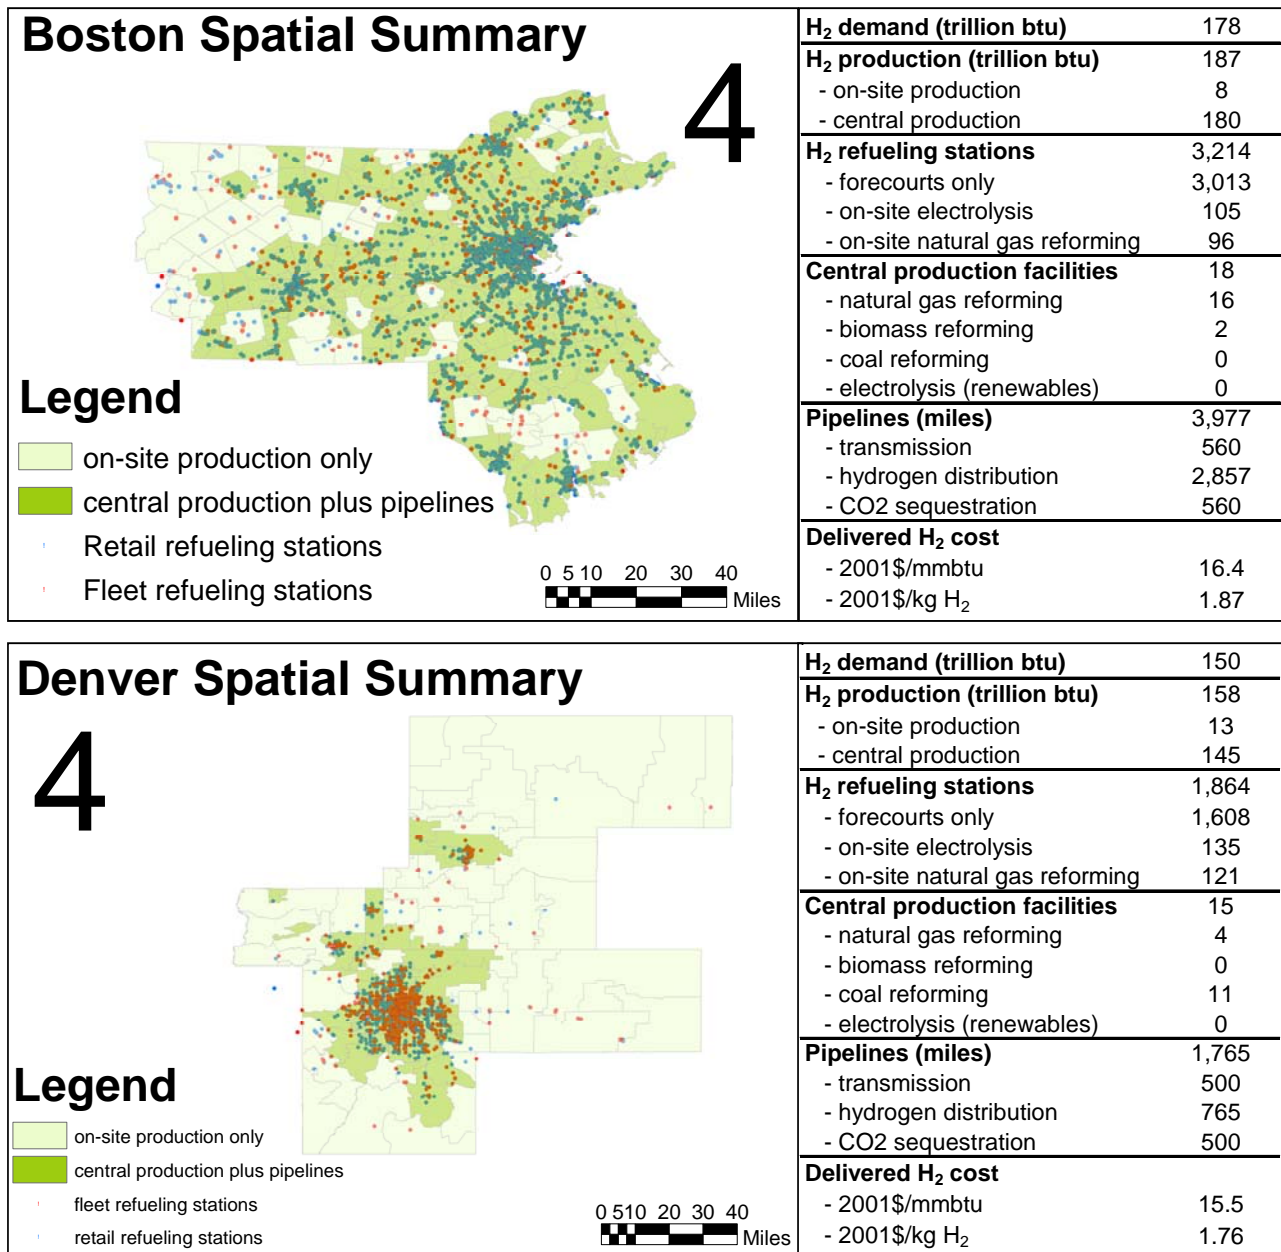 Boston Spatial Summary
4
Legend
on-site production only
central production plus pipelines
Retail refueling stations
Fleet refueling stations
0 5 10 20 30 40
Miles
H2 demand (trillion btu) 178
H2 production (trillion btu) 187
- on-site production 8
- central production 180
H2 refueling stations 3,214
- forecourts only 3,013
- on-site electrolysis 105
- on-site natural gas reforming 96
Central production facilities 18
- natural gas reforming 16
- biomass reforming 2
- coal reforming 0
- electrolysis (renewables) 0
Pipelines (miles) 3,977
- transmission 560
- hydrogen distribution 2,857
- CO2 sequestration 560
Delivered H2 cost
- 2001$/mmbtu 16.4
- 2001$/kg H2 1.87
Denver Spatial Summary
4
Legend
on-site production only
central production plus pipelines
fleet refueling stations
retail refueling stations
0 510 20 30 40
Miles
H2 demand (trillion btu) 150
H2 production (trillion btu) 158
- on-site production 13
- central production 145
H2 refueling stations 1,864
- forecourts only 1,608
- on-site electrolysis 135
- on-site natural gas reforming 121
Central production facilities 15
- natural gas reforming 4
- biomass reforming 0
- coal reforming 11
- electrolysis (renewables) 0
Pipelines (miles) 1,765
- transmission 500
- hydrogen distribution 765
- CO2 sequestration 500
Delivered H2 cost
- 2001$/mmbtu 15.5
- 2001$/kg H2 1.76